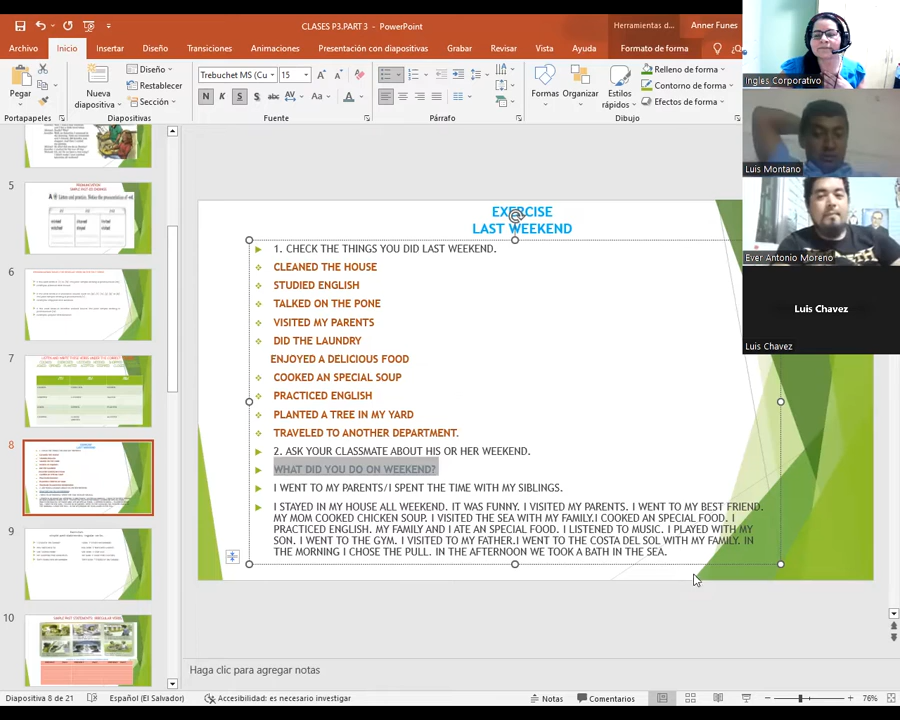 CLASES P3.PART 3 - PowerPoint
Herramientas d...
Anner Funes
Archivo
Inicio
Insertar
Diseño
Transiciones
Animaciones
Presentación con diapositivas
Grabar
Revisar
Vista
Ayuda
Formato de forma
Pegar
Nueva
diapositiva
Diseño
Restablecer
Sección
Trebuchet MS (Cu
15
N K S S abc AV Aa A
Formas
Organizar
Estilos
rápidos
Relleno de forma
Contorno de forma
Efectos de forma
Portapapeles
Diapositivas
Fuente
Párrafo
Dibujo
Ingles Corporativo
Luis Montano
Ever Antonio Moreno
Luis Chavez
Luis Chavez
5
6
7
8
9
10
EXERCISE
LAST WEEKEND
1. CHECK THE THINGS YOU DID LAST WEEKEND.
CLEANED THE HOUSE
STUDIED ENGLISH
TALKED ON THE PONE
VISITED MY PARENTS
DID THE LAUNDRY
ENJOYED A DELICIOUS FOOD
COOKED AN SPECIAL SOUP
PRACTICED ENGLISH
PLANTED A TREE IN MY YARD
TRAVELED TO ANOTHER DEPARTMENT.
2. ASK YOUR CLASSMATE ABOUT HIS OR HER WEEKEND.
WHAT DID YOU DO ON WEEKEND?
I WENT TO MY PARENTS/I SPENT THE TIME WITH MY SIBLINGS.
I STAYED IN MY HOUSE ALL WEEKEND. IT WAS FUNNY. I VISITED MY PARENTS. I WENT TO MY BEST FRIEND.
MY MOM COOKED CHICKEN SOUP. I VISITED THE SEA WITH MY FAMILY.I COOKED AN SPECIAL FOOD. I
PRACTICED ENGLISH. MY FAMILY AND I ATE AN SPECIAL FOOD. I LISTENED TO MUSIC. I PLAYED WITH MY
SON. I WENT TO THE GYM. I VISITED TO MY FATHER.I WENT TO THE COSTA DEL SOL WITH MY FAMILY. IN
THE MORNING I CHOSE THE PULL. IN THE AFTERNOON WE TOOK A BATH IN THE SEA.
Haga clic para agregar notas
Diapositiva 8 de 21
Español (El Salvador)
Accesibilidad: es necesario investigar
Notas
Comentarios
76%